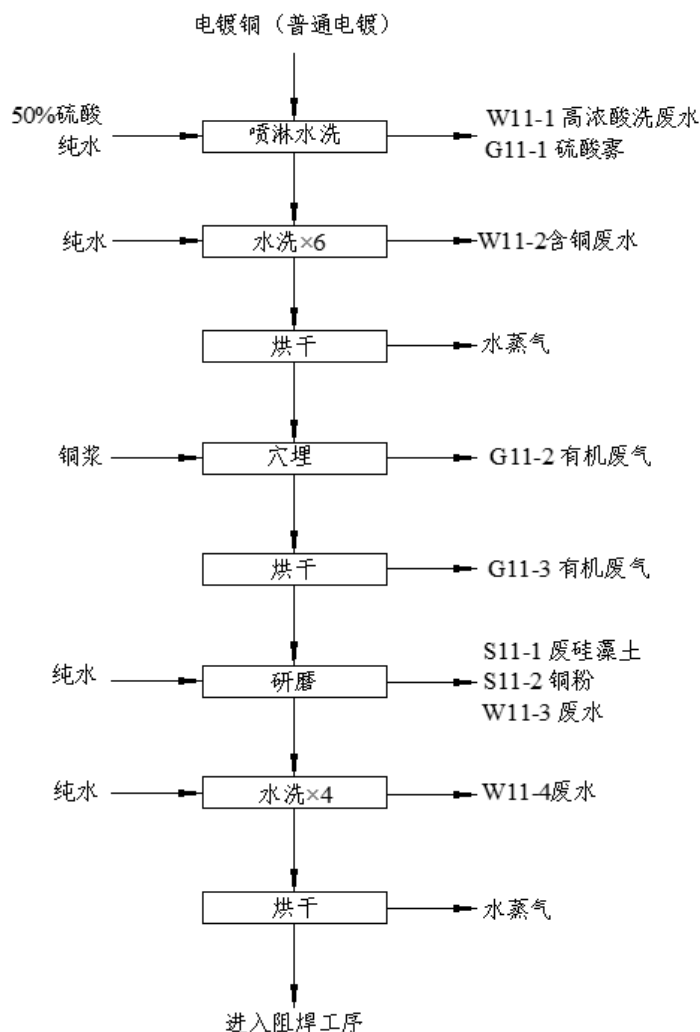 电镀铜（普通电镀）
50%硫酸
纯水
喷淋水洗
W11-1 高浓酸洗废水
G11-1 硫酸雾
纯水
水洗×6
W11-2含铜废水
烘干
水蒸气
铜浆
穴埋
G11-2 有机废气
烘干
G11-3 有机废气
纯水
研磨
S11-1 废硅藻土
S11-2 铜粉
W11-3 废水
纯水
水洗×4
W11-4废水
烘干
水蒸气
进入阻焊工序